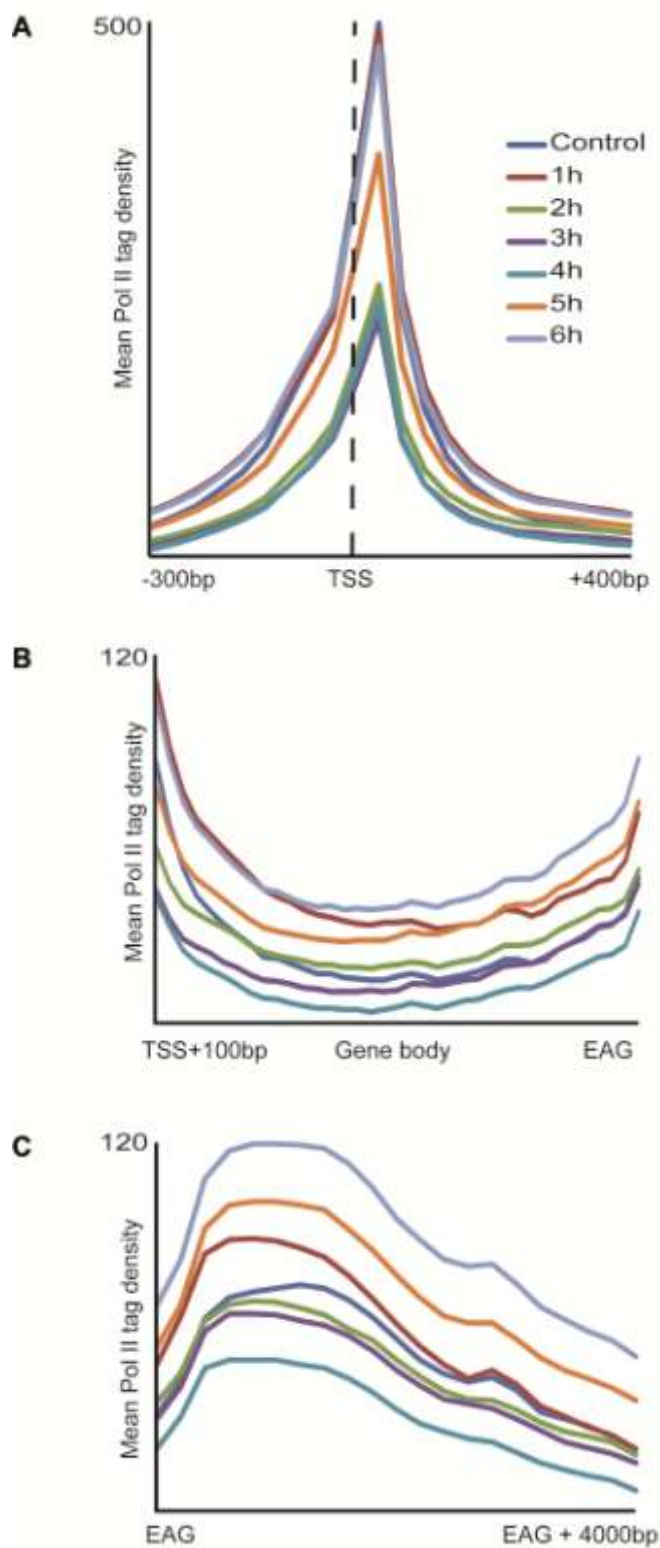 A
500
Mean Pol II tag density
Control
1h
2h
3h
4h
5h
6h
-300bp TSS +400bp
B
120
Mean Pol II tag density
TSS+100bp Gene body EAG
C
120
Mean Pol II tag density
EAG EAG + 4000bp